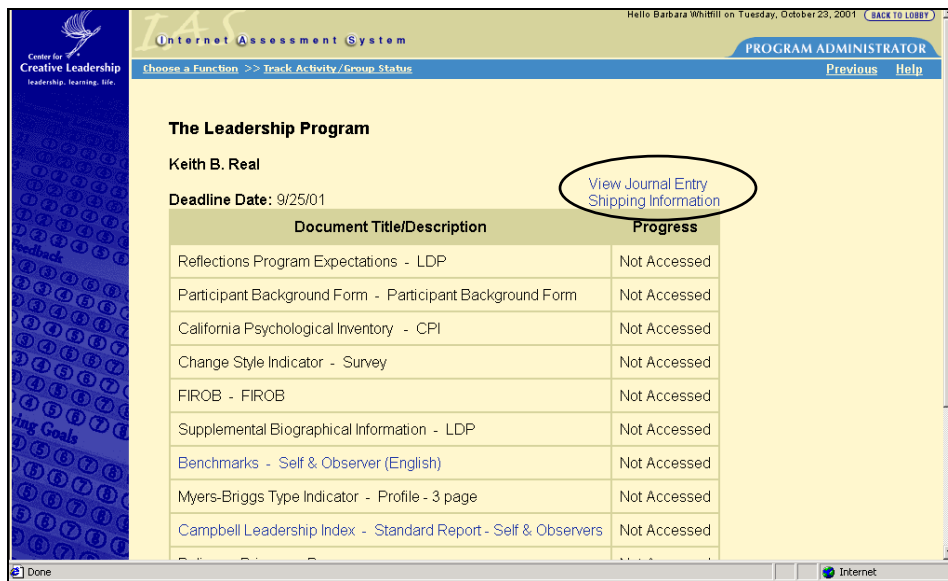 Hello Barbara Whitfill on Tuesday, October 23, 2001 BACK TO LOBBY
IAS
Internet Assessment System
PROGRAM ADMINISTRATOR
Center for
Creative Leadership
leadership. learning. life.
Choose a Function >> Track Activity/Group Status
Previous Help
The Leadership Program
Keith B. Real
View Journal Entry
Deadline Date: 9/25/01 Shipping Information
Document Title/Description Progress
Reflections Program Expectations - LDP Not Accessed
Participant Background Form - Participant Background Form Not Accessed
California Psychological Inventory - CPI Not Accessed
Change Style Indicator - Survey Not Accessed
FIROB - FIROB Not Accessed
Supplemental Biographical Information - LDP Not Accessed
Benchmarks - Self & Observer (English) Not Accessed
Myers-Briggs Type Indicator - Profile - 3 page Not Accessed
Campbell Leadership Index - Standard Report - Self & Observers Not Accessed
Feedback
Goals
Done Internet